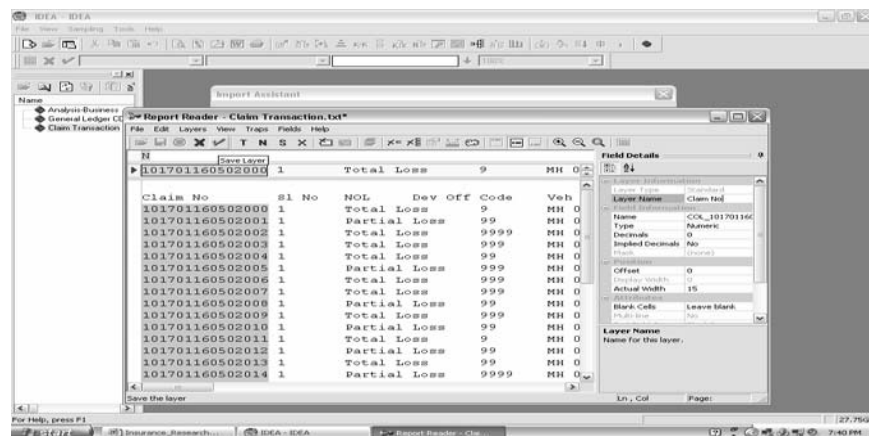 IDEA - IDEA
File View Sampling Tools Help
Import Assistant
Name
Analysis-Business
General Ledger CD
Claim Transaction
Report Reader - Claim Transaction.txt*
File Edit Layers View Traps Fields Help
T N S
N
Save Layer
101701160502000 1 Total Loss 9 MH 0
Claim No Sl No NOL Dev Off Code Veh
101701160502000 1 Total Loss 9 MH 0
101701160502001 1 Partial Loss 99 MH 0
101701160502002 1 Total Loss 9999 MH 0
101701160502003 1 Total Loss 999 MH 0
101701160502004 1 Total Loss 99 MH 0
101701160502005 1 Partial Loss 999 MH 0
101701160502006 1 Total Loss 999 MH 0
101701160502007 1 Total Loss 999 MH 0
101701160502008 1 Partial Loss 99 MH 0
101701160502009 1 Total Loss 999 MH 0
101701160502010 1 Partial Loss 99 MH 0
101701160502011 1 Total Loss 9 MH 0
101701160502012 1 Partial Loss 99 MH 0
101701160502013 1 Total Loss 99 MH 0
101701160502014 1 Partial Loss 9999 MH 0
Field Details
Layer Information
Layer Type Standard
Layer Name Claim No
Field Information
Name COL_10170116
Type Numeric
Decimals 0
Implied Decimals No
Mask (none)
Position
Offset 0
Display Width 0
Actual Width 15
Attributes
Blank Cells Leave blank
Multi-line No
Layer Name
Name for this layer.
Save the layer
Ln , Col Page:
For Help, press F1
27.75G
Insurance_Research...
IDEA - IDEA
Report Reader - Cla...
7:40 PM